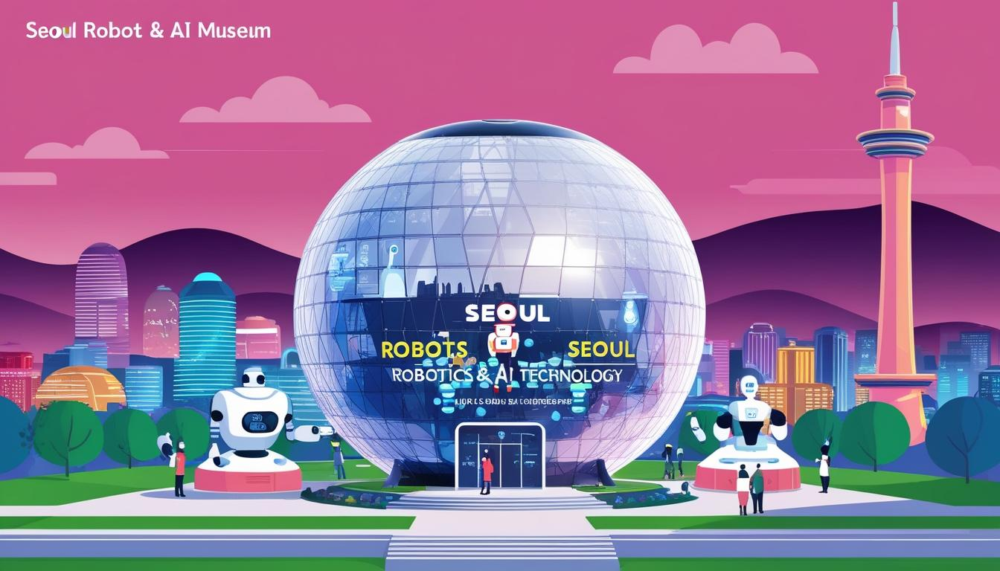 Seoul Robot & AI Museum
SEOUL
ROBOTS SEOUL
ROBOTICS & AI TECHNOLOGY